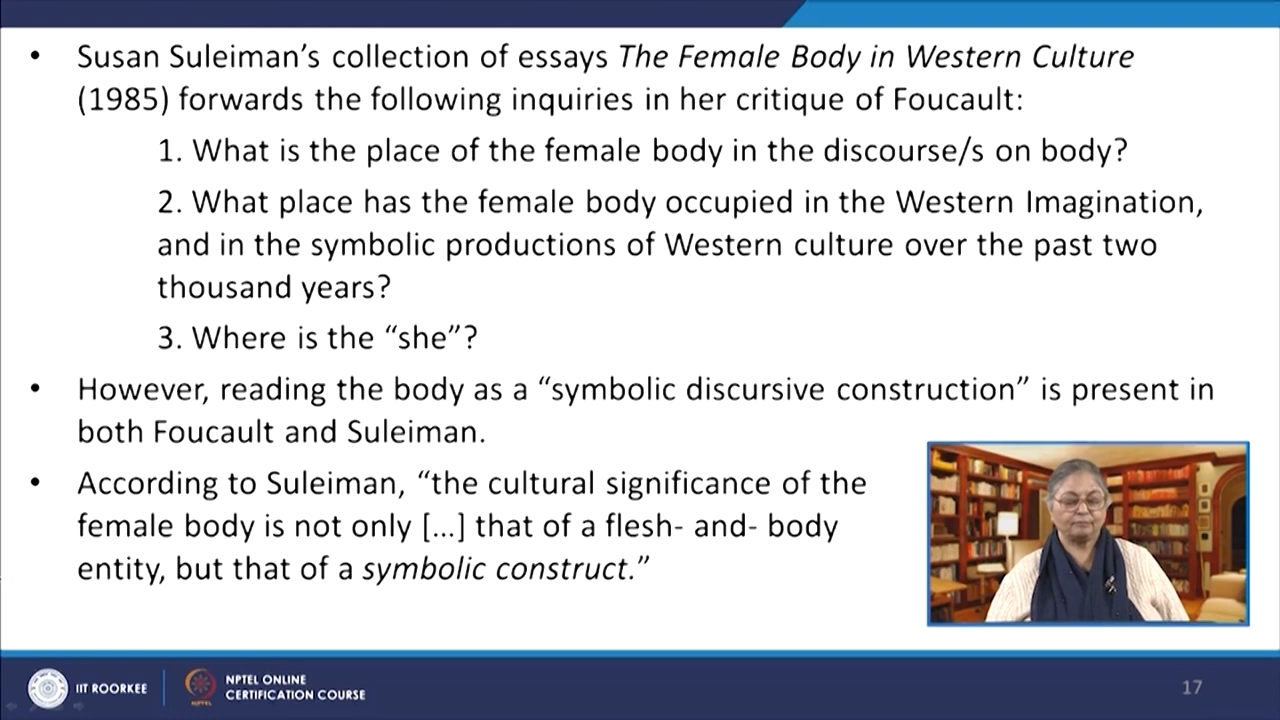 • Susan Suleiman’s collection of essays The Female Body in Western Culture
(1985) forwards the following inquiries in her critique of Foucault:
1. What is the place of the female body in the discourse/s on body?
2. What place has the female body occupied in the Western Imagination,
and in the symbolic productions of Western culture over the past two
thousand years?
3. Where is the “she”?
• However, reading the body as a “symbolic discursive construction” is present in
both Foucault and Suleiman.
• According to Suleiman, “the cultural significance of the
female body is not only [...] that of a flesh- and- body
entity, but that of a symbolic construct.”
IIT ROORKEE
NPTEL ONLINE
CERTIFICATION COURSE
17